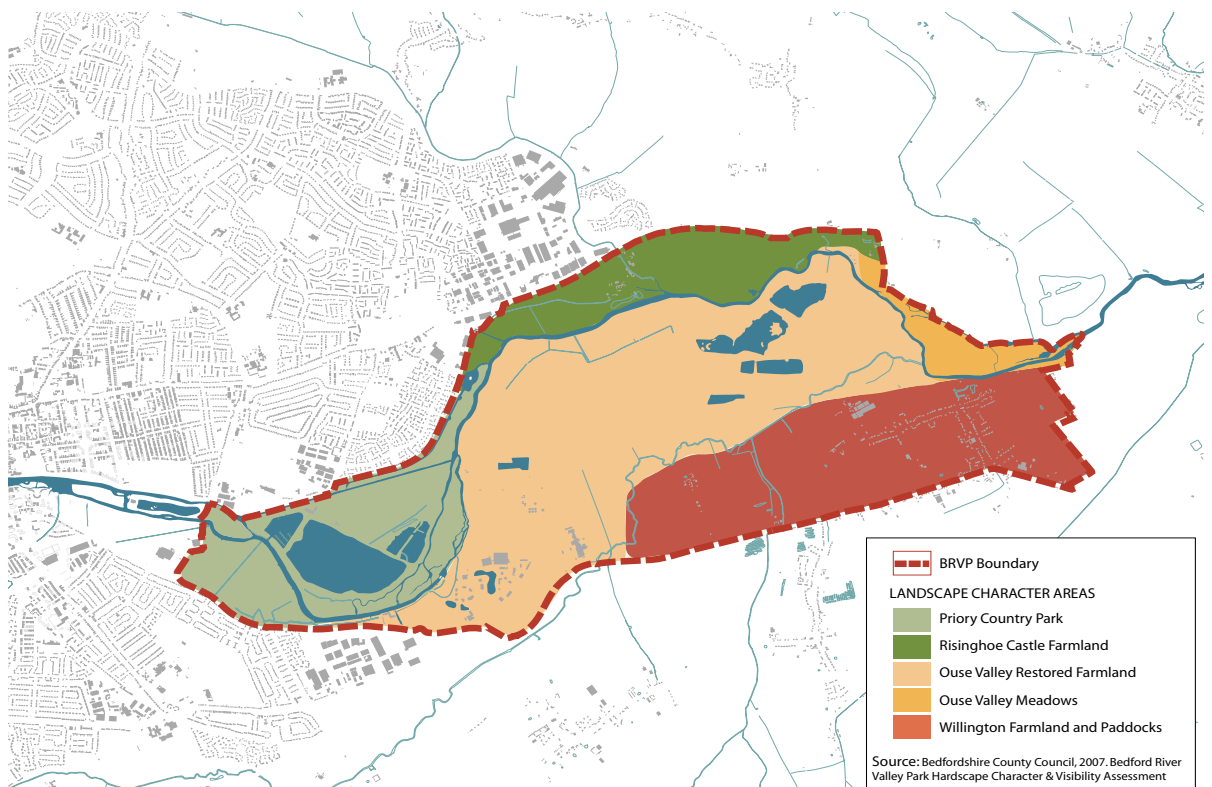 BRVP Boundary
LANDSCAPE CHARACTER AREAS
Priory Country Park
Risinghoe Castle Farmland
Ouse Valley Restored Farmland
Ouse Valley Meadows
Willington Farmland and Paddocks
Source: Bedfordshire County Council, 2007. Bedford River
Valley Park Hardscape Character & Visibility Assessment